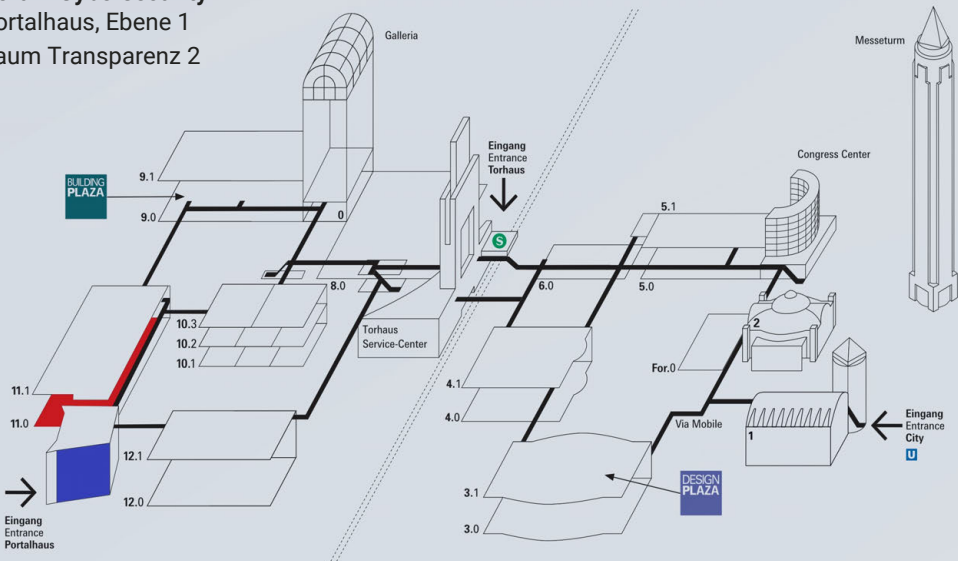 ortalhaus, Ebene 1
aum Transparenz 2
Galleria
Messeturm
Eingang
Entrance
Torhaus
Congress Center
9.1
BUILDING
PLAZA
9.0
0
S
5.1
8.0
6.0
5.0
10.3
10.2
10.1
Torhaus
Service-Center
2
For.0
11.1
11.0
4.1
4.0
Via Mobile
1
Eingang
Entrance
City
U
12.1
12.0
3.1
3.0
DESIGN
PLAZA
Eingang
Entrance
Portalhaus